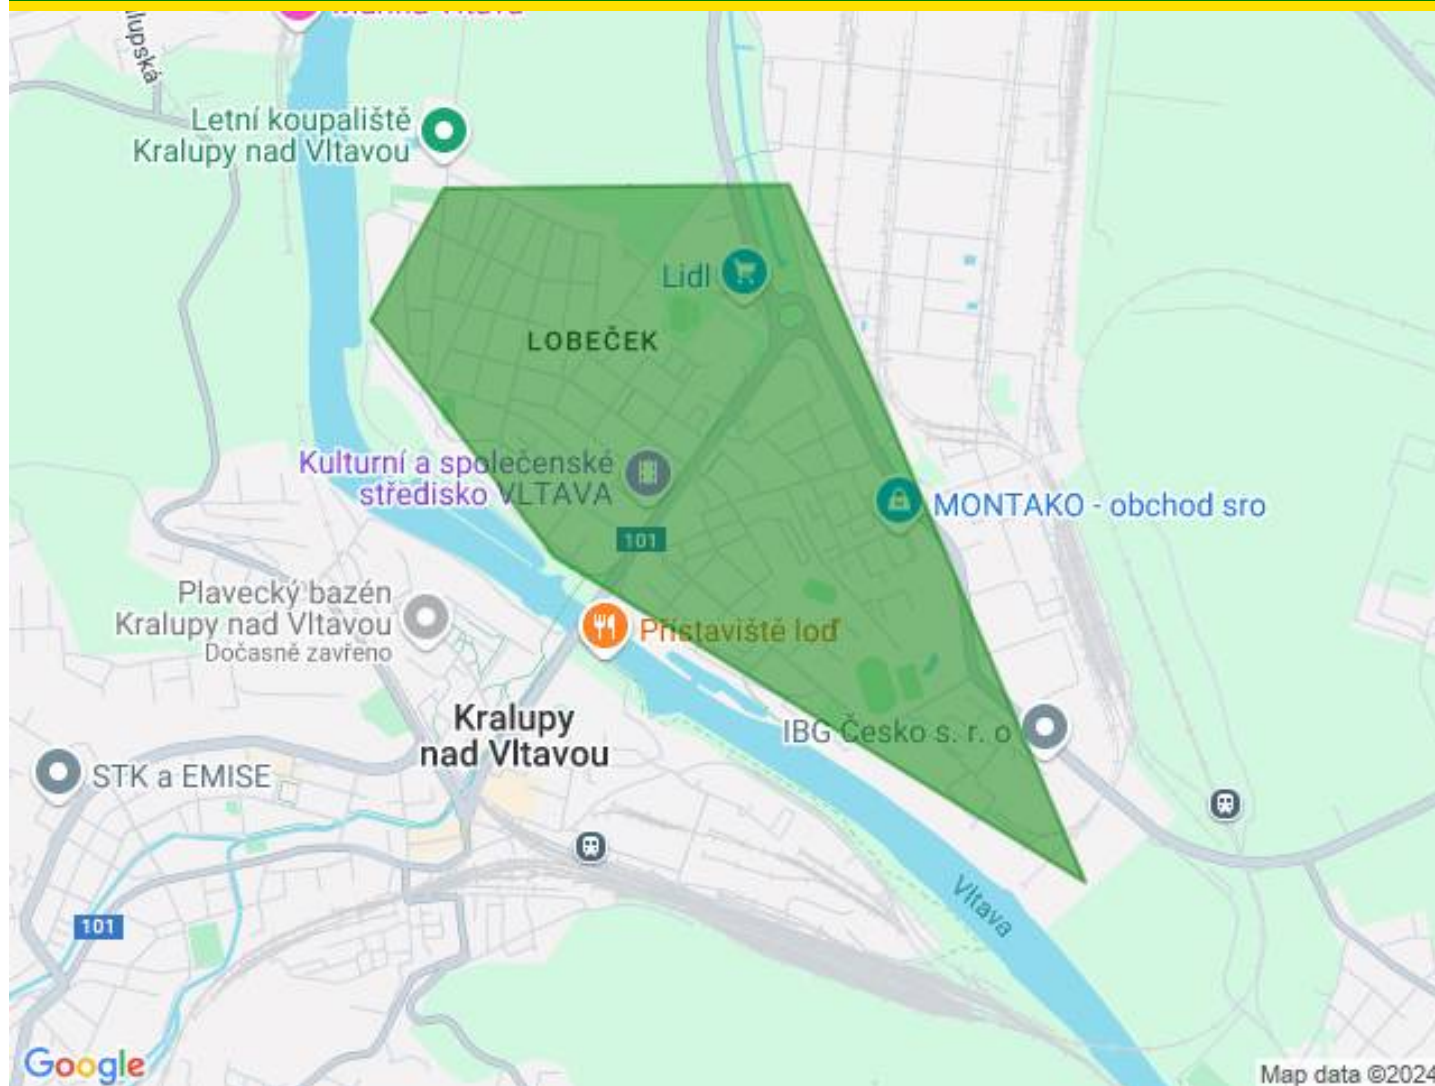 lupská
Letní koupaliště
Kralupy nad Vltavou
Lidl
LOBEČEK
Kulturní a společenské
středisko VLTAVA
MONTAKO - obchod sro
101
Plavecký bazén
Kralupy nad Vltavou
Dočasně zavřeno
Přístaviště loď
Kralupy
nad Vltavou
IBG Česko s. r. o
STK a EMISE
Vltava
101
Google
Map data ©2024